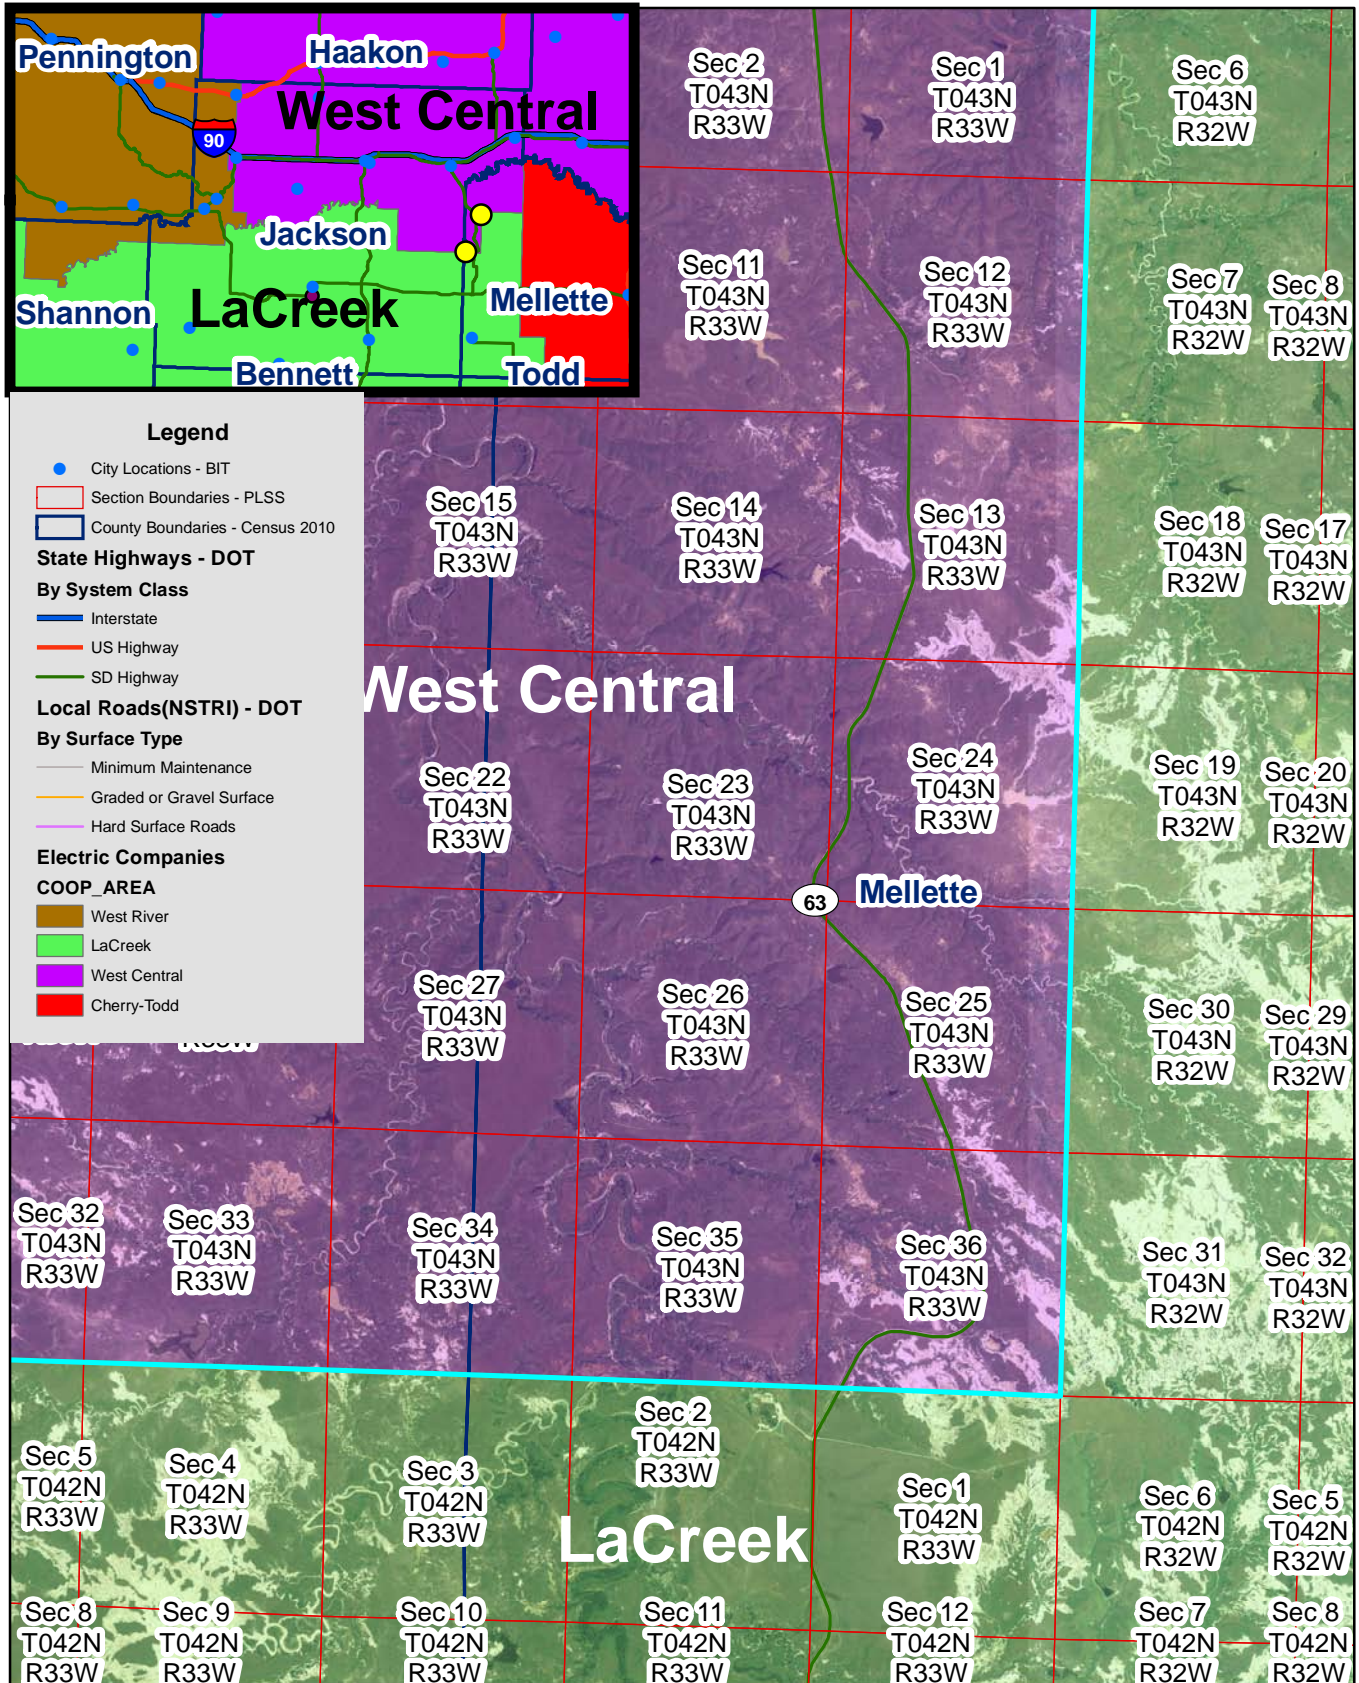 Pennington
Haakon
West Central
90
Jackson
Shannon
LaCreek
Mellette
Bennett
Todd
Legend
City Locations - BIT
Section Boundaries - PLSS
County Boundaries - Census 2010
State Highways - DOT
By System Class
Interstate
US Highway
SD Highway
Local Roads(NSTRI) - DOT
By Surface Type
Minimum Maintenance
Graded or Gravel Surface
Hard Surface Roads
Electric Companies
COOP_AREA
West River
LaCreek
West Central
Cherry-Todd
Sec 2
T043N
R33W
Sec 1
T043N
R33W
Sec 6
T043N
R32W
Sec 11
T043N
R33W
Sec 12
T043N
R33W
Sec 7
T043N
R32W
Sec 8
T043N
R32W
Sec 15
T043N
R33W
Sec 14
T043N
R33W
Sec 13
T043N
R33W
Sec 18
T043N
R32W
Sec 17
T043N
R32W
West Central
Sec 22
T043N
R33W
Sec 23
T043N
R33W
Sec 24
T043N
R33W
Sec 19
T043N
R32W
Sec 20
T043N
R32W
63
Mellette
Sec 27
T043N
R33W
Sec 26
T043N
R33W
Sec 25
T043N
R33W
Sec 30
T043N
R32W
Sec 29
T043N
R32W
Sec 32
T043N
R33W
Sec 33
T043N
R33W
Sec 34
T043N
R33W
Sec 35
T043N
R33W
Sec 36
T043N
R33W
Sec 31
T043N
R32W
Sec 32
T043N
R32W
Sec 5
T042N
R33W
Sec 4
T042N
R33W
Sec 3
T042N
R33W
Sec 2
T042N
R33W
Sec 1
T042N
R33W
Sec 6
T042N
R32W
Sec 5
T042N
R32W
LaCreek
Sec 8
T042N
R33W
Sec 9
T042N
R33W
Sec 10
T042N
R33W
Sec 11
T042N
R33W
Sec 12
T042N
R33W
Sec 7
T042N
R32W
Sec 8
T042N
R32W